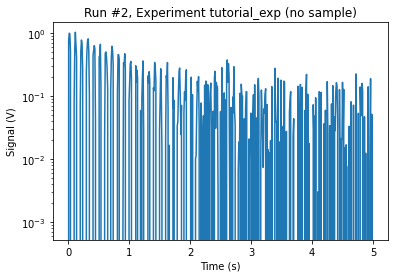 Run #2, Experiment tutorial_exp (no sample)
Signal (V)
10⁰
10⁻¹
10⁻²
10⁻³
0 1 2 3 4 5
Time (s)